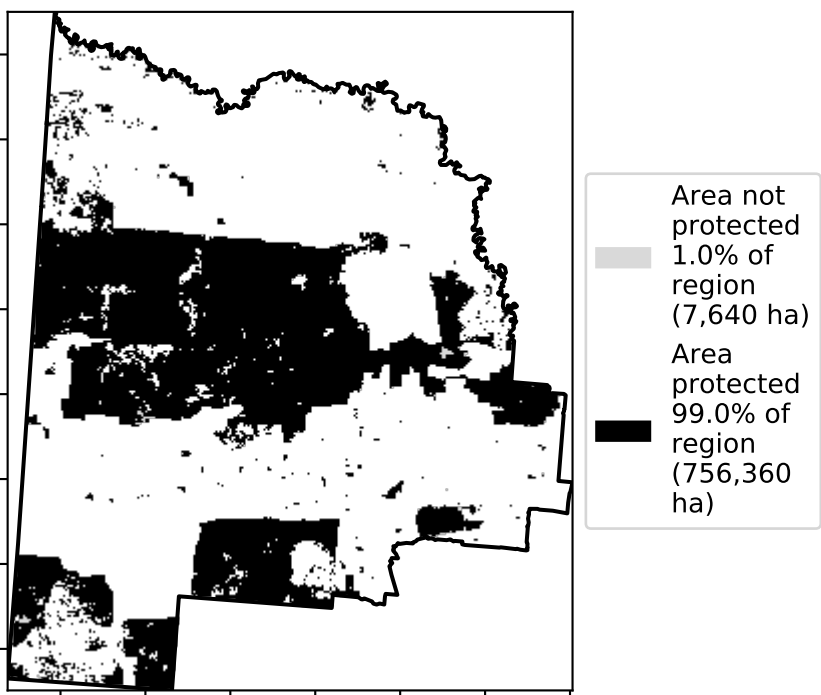 Area not
protected
1.0% of
region
(7,640 ha)
Area
protected
99.0% of
region
(756,360
ha)